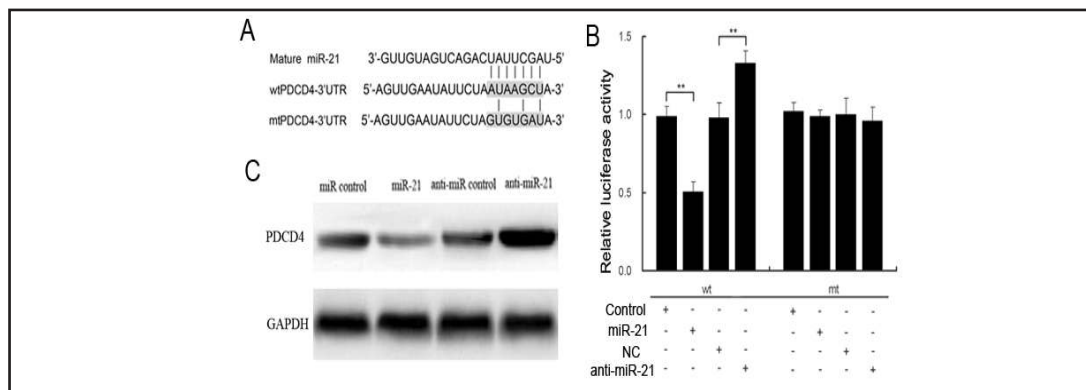 A
Mature miR-21 3'-GUUGUAGUCAGACUAUUCGAU-5'
wtPDCD4-3'UTR 5'-AGUUGAAUAUUCUAAUAAGCUA-3'
mtPDCD4-3'UTR 5'-AGUUGAAUAUUCUAGUGUGAUA-3'
C
miR control miR-21 anti-miR control anti-miR-21
PDCD4
GAPDH
B
Relative luciferase activity
1.5
1.0
0.5
0.0
**
**
wt mt
Control + - - - + - - -
miR-21 - + - - - + - -
NC - - + - - - + -
anti-miR-21 - - - + - - - +